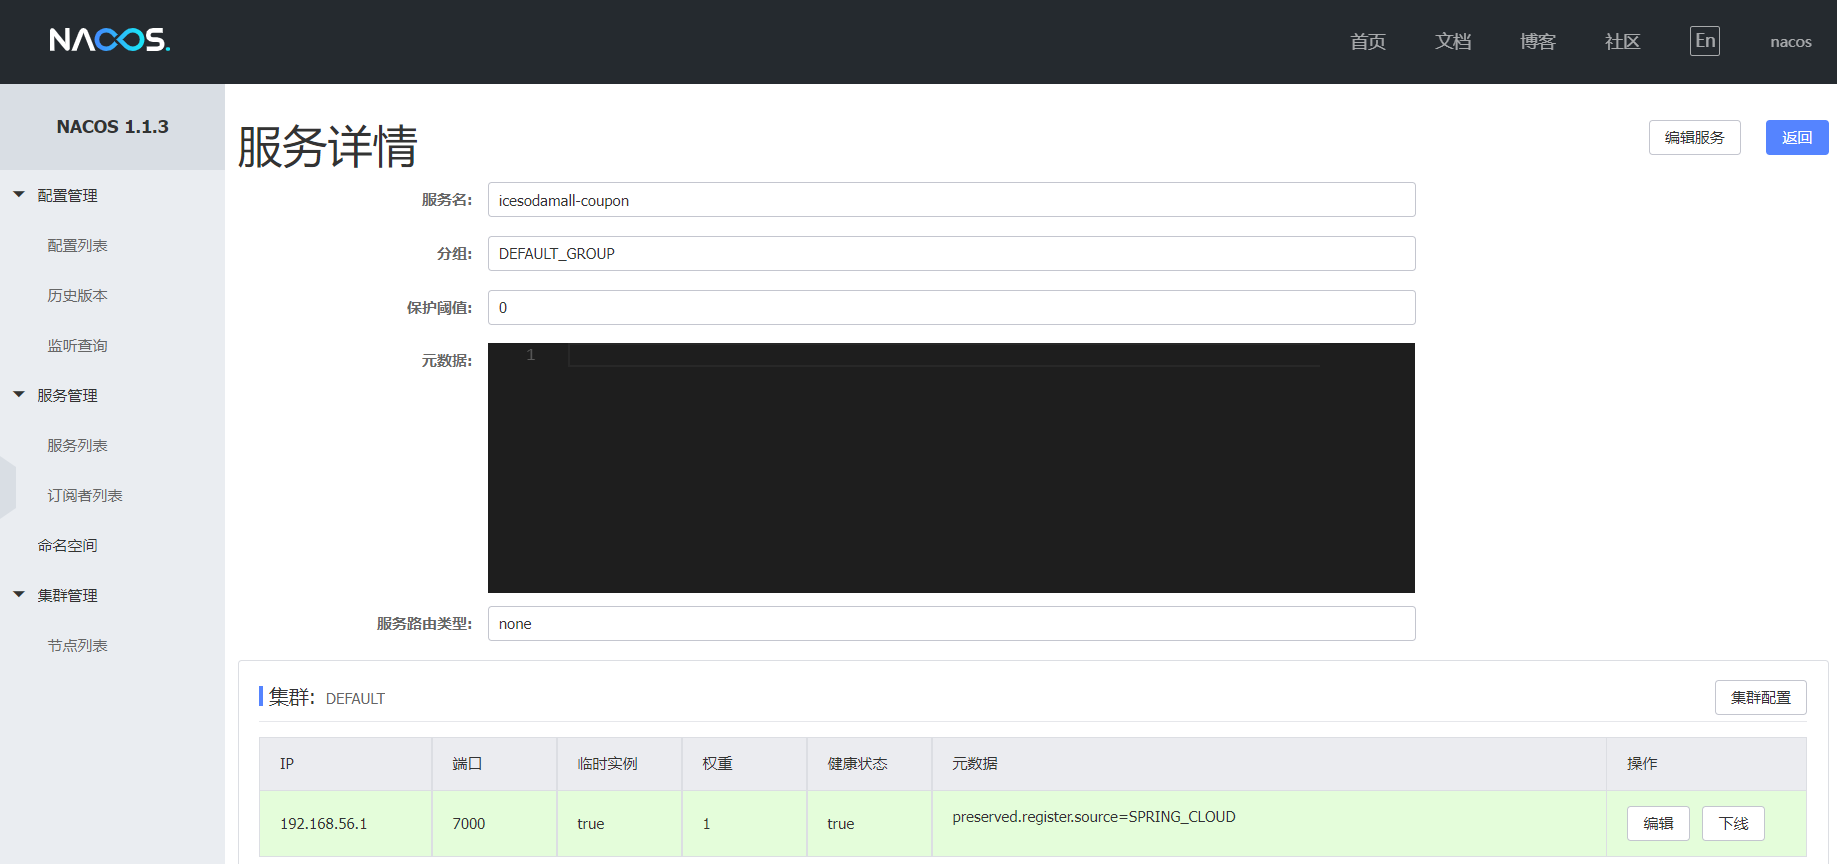 NACOS.
首页
文档
博客
社区
En
nacos
NACOS 1.1.3
配置管理
配置列表
历史版本
监听查询
服务管理
服务列表
订阅者列表
命名空间
集群管理
节点列表
服务详情
编辑服务
返回
服务名: icesodamall-coupon
分组: DEFAULT_GROUP
保护阈值: 0
元数据: 1
服务路由类型: none
集群: DEFAULT
集群配置
IP 端口 临时实例 权重 健康状态 元数据 操作
192.168.56.1 7000 true 1 true preserved.register.source=SPRING_CLOUD 编辑 下线